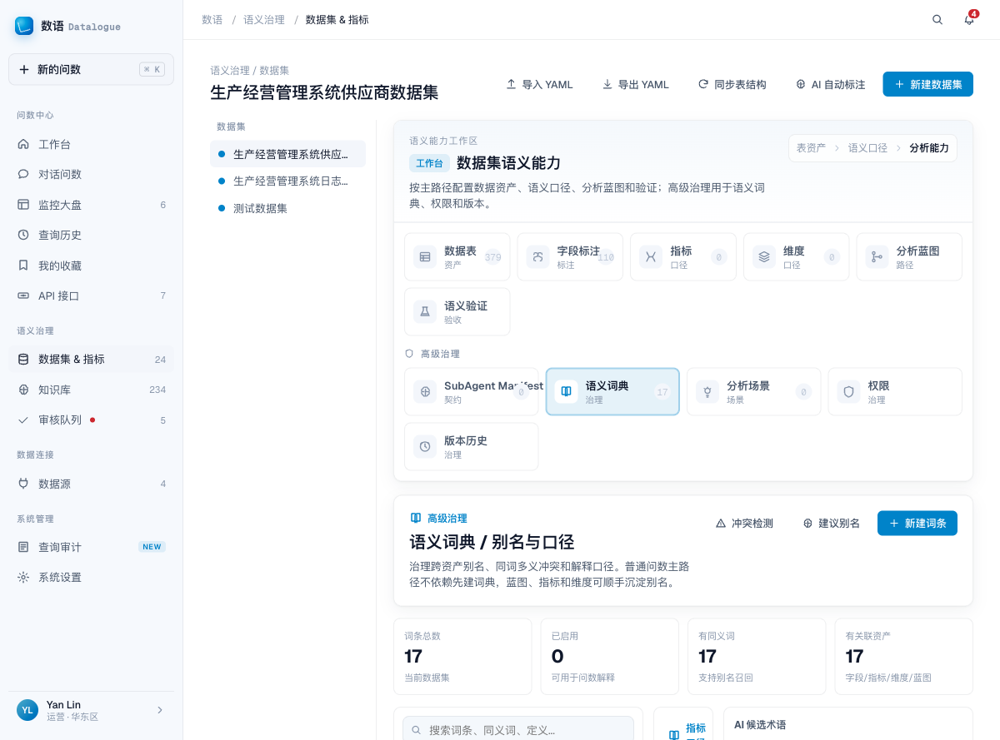 数语 Datalogue
新的问数 ⌘ K
问数中心
工作台
对话问数
监控大盘 6
查询历史
我的收藏
API 接口 7
语义治理
数据集 & 指标 24
知识库 234
审核队列 5
数据连接
数据源 4
系统管理
查询审计 NEW
系统设置
YL
Yan Lin
运营 · 华东区
数语 / 语义治理 / 数据集 & 指标
4
语义治理 / 数据集
生产经营管理系统供应商数据集
导入 YAML
导出 YAML
同步表结构
AI 自动标注
新建数据集
数据集
生产经营管理系统供应...
生产经营管理系统日志...
测试数据集
语义能力工作区
工作台 数据集语义能力
按主路径配置数据资产、语义口径、分析蓝图和验证；高级治理用于语义词
典、权限和版本。
表资产 > 语义口径 > 分析能力
数据表
资产
379
字段标注
标注
110
指标
口径
0
维度
口径
0
分析蓝图
路径
语义验证
验收
高级治理
SubAgent Manifest
契约
0
语义词典
治理
17
分析场景
场景
0
权限
治理
版本历史
治理
高级治理
语义词典 / 别名与口径
治理跨资产别名、同词多义冲突和解释口径。普通问数主路
径不依赖先建词典，蓝图、指标和维度可顺手沉淀别名。
冲突检测
建议别名
新建词条
词条总数
17
当前数据集
已启用
0
可用于问数解释
有同义词
17
支持别名召回
有关联资产
17
字段/指标/维度/蓝图
搜索词条、同义词、定义...
指标
AI 候选术语